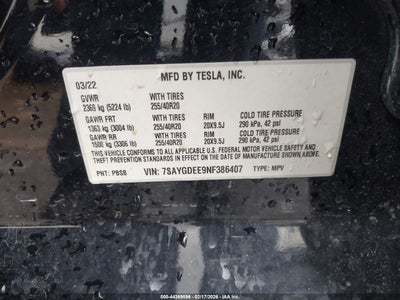 03/22 MFD BY TESLA, INC.
GVWR WITH TIRES
2369 kg (5224 lb) 255/40R20
GAWR FRT WITH TIRES RIM COLD TIRE PRESSURE
1363 kg (3004 lb) 255/40R20 20X9.5J 290 kPa, 42 psi
GAWR RR WITH TIRES RIM COLD TIRE PRESSURE
1500 kg (3306 lb) 255/40R20 20X9.5J 290 kPa, 42 psi
THIS VEHICLE CONFORMS TO ALL APPLICABLE U.S. FEDERAL MOTOR VEHICLE SAFETY AND
THEFT PREVENTION STANDARDS IN EFFECT ON THE DATE OF MANUFACTURE SHOWN ABOVE.
PNT: PBSB VIN: 7SAYGDEE9NF386407 TYPE: MPV
000-44369596 - 02/17/2026 - IAA